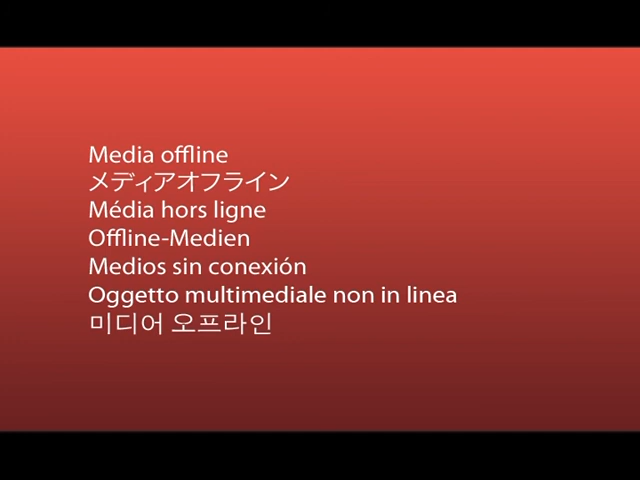 Media offline
メディアオフライン
Média hors ligne
Offline-Medien
Medios sin conexión
Oggetto multimediale non in linea
미디어 오프라인